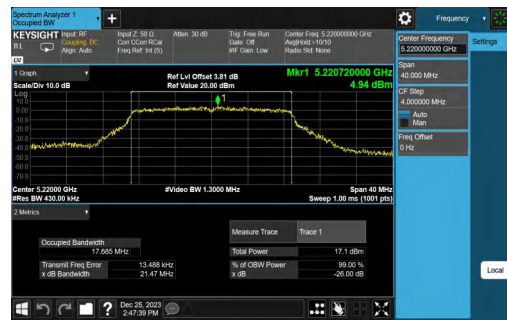 Spectrum Analyzer 1
Occupied BW
+
Frequency
KEYSIGHT Input: RF
RL Coupling: DC
Align: Auto
Input Z: 50 Ω
Corr CCorr RCal
Freq Ref: Int (S)
Atten: 30 dB
Trig: Free Run
Gate: Off
#IF Gain: Low
Center Freq: 5.220000000 GHz
Avg|Hold:>10/10
Radio Std: None
LV
Center Frequency
5.220000000 GHz
Settings
Span
40.000 MHz
CF Step
4.000000 MHz
Auto
Man
Freq Offset
0 Hz
Local
1 Graph
Scale/Div 10.0 dB
Ref Lvl Offset 3.81 dB
Ref Value 20.00 dBm
Mkr1 5.220720000 GHz
4.94 dBm
Log
10.0
0.00
-10.0
-20.0
-30.0
-40.0
-50.0
-60.0
-70.0
1
Center 5.22000 GHz
#Res BW 430.00 kHz
#Video BW 1.3000 MHz
Span 40 MHz
Sweep 1.00 ms (1001 pts)
2 Metrics
Measure Trace Trace 1
Occupied Bandwidth
17.685 MHz
Total Power 17.1 dBm
Transmit Freq Error 13.488 kHz
% of OBW Power 99.00 %
x dB Bandwidth 21.47 MHz
x dB -26.00 dB
?
Dec 25, 2023
2:47:39 PM